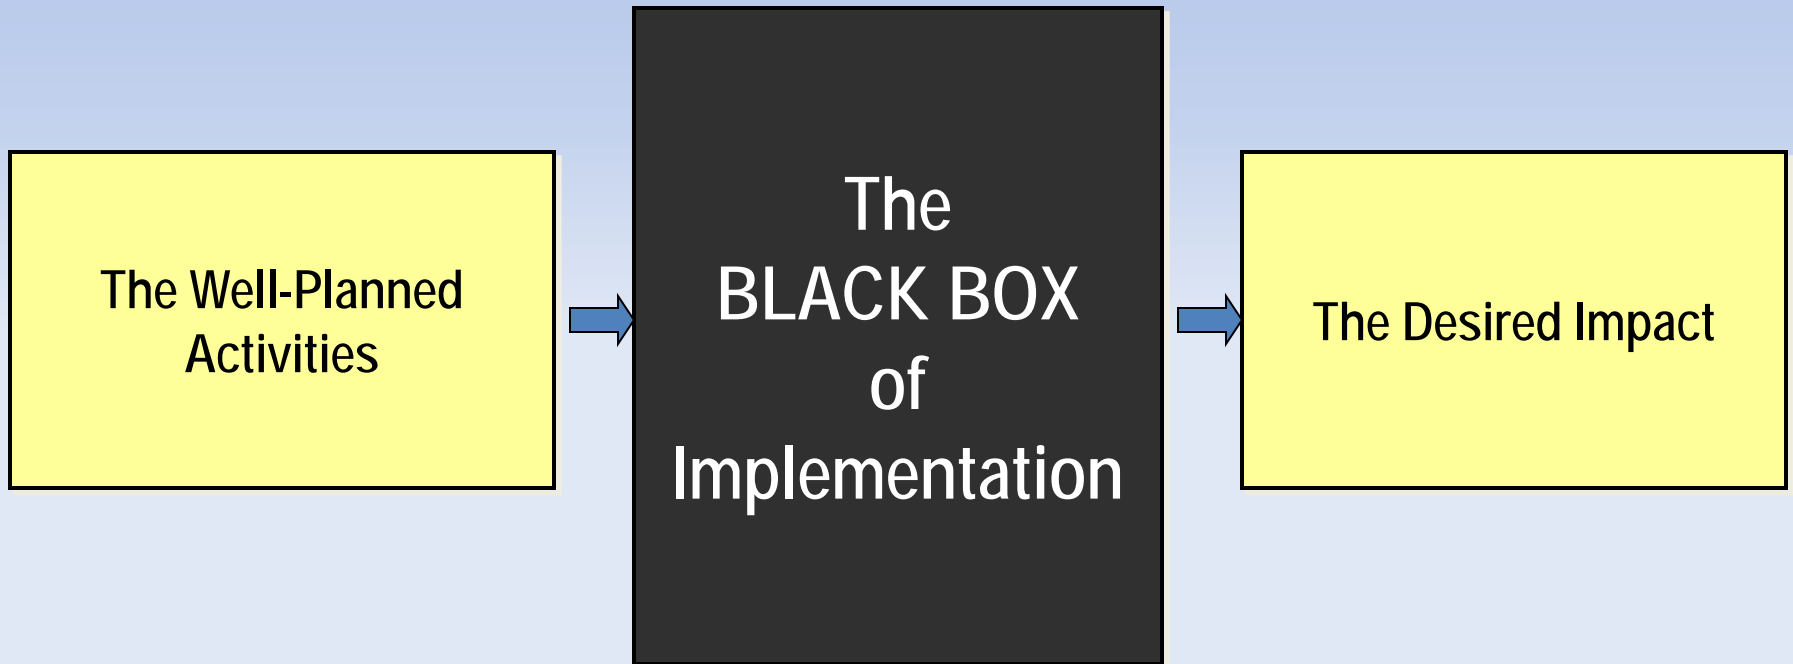 The Well-Planned
Activities
The
BLACK BOX
of
Implementation
The Desired Impact